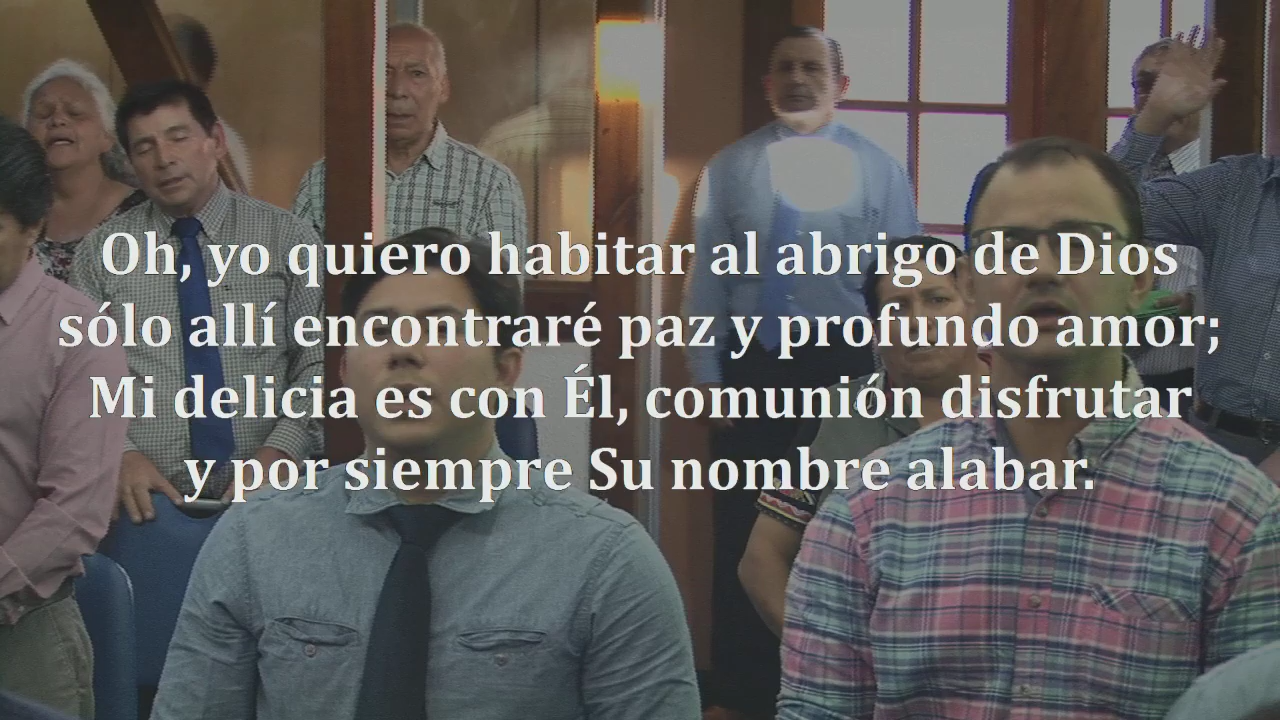 Oh, yo quiero habitar al abrigo de Dios
sólo allí encontraré paz y profundo amor;
Mi delicia es con Él, comunión disfrutar
y por siempre Su nombre alabar.